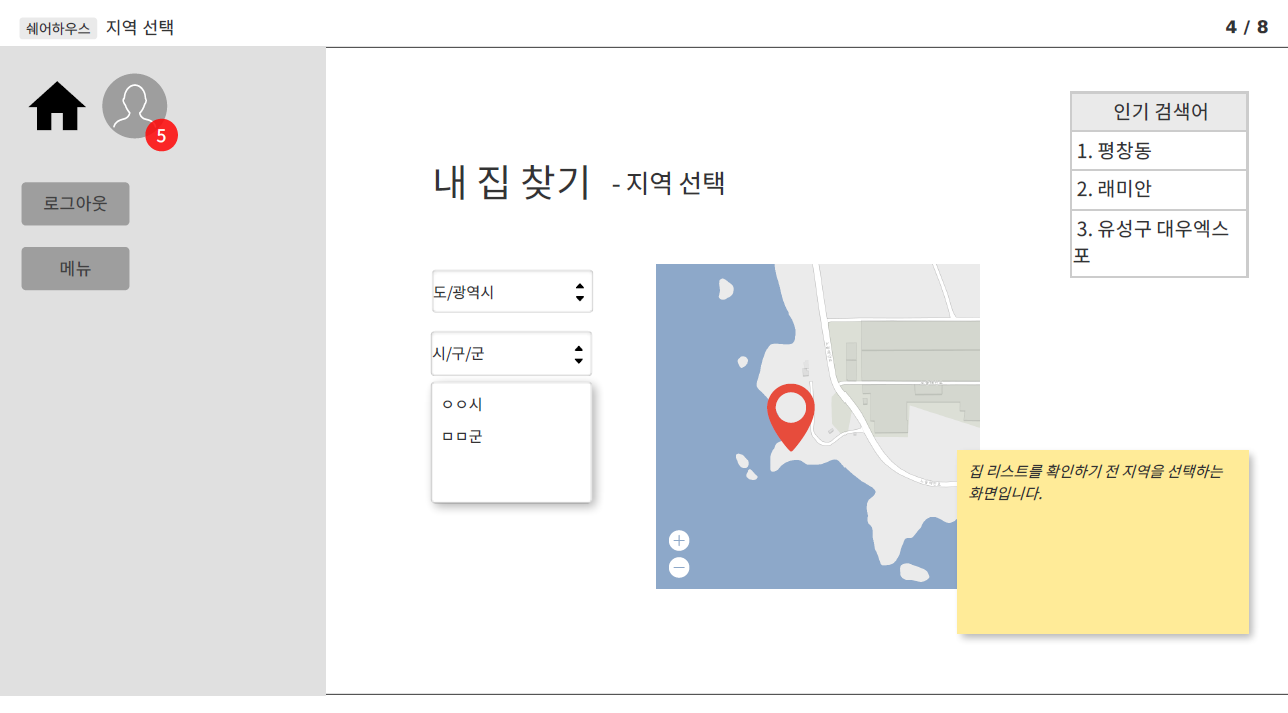 쉐어하우스 지역 선택
4 / 8
5
로그아웃
메뉴
내 집 찾기 - 지역 선택
인기 검색어
1. 평창동
2. 래미안
3. 유성구 대우엑스
포
도/광역시
시/구/군
ㅇㅇ시
ㅁㅁ군
집 리스트를 확인하기 전 지역을 선택하는
화면입니다.